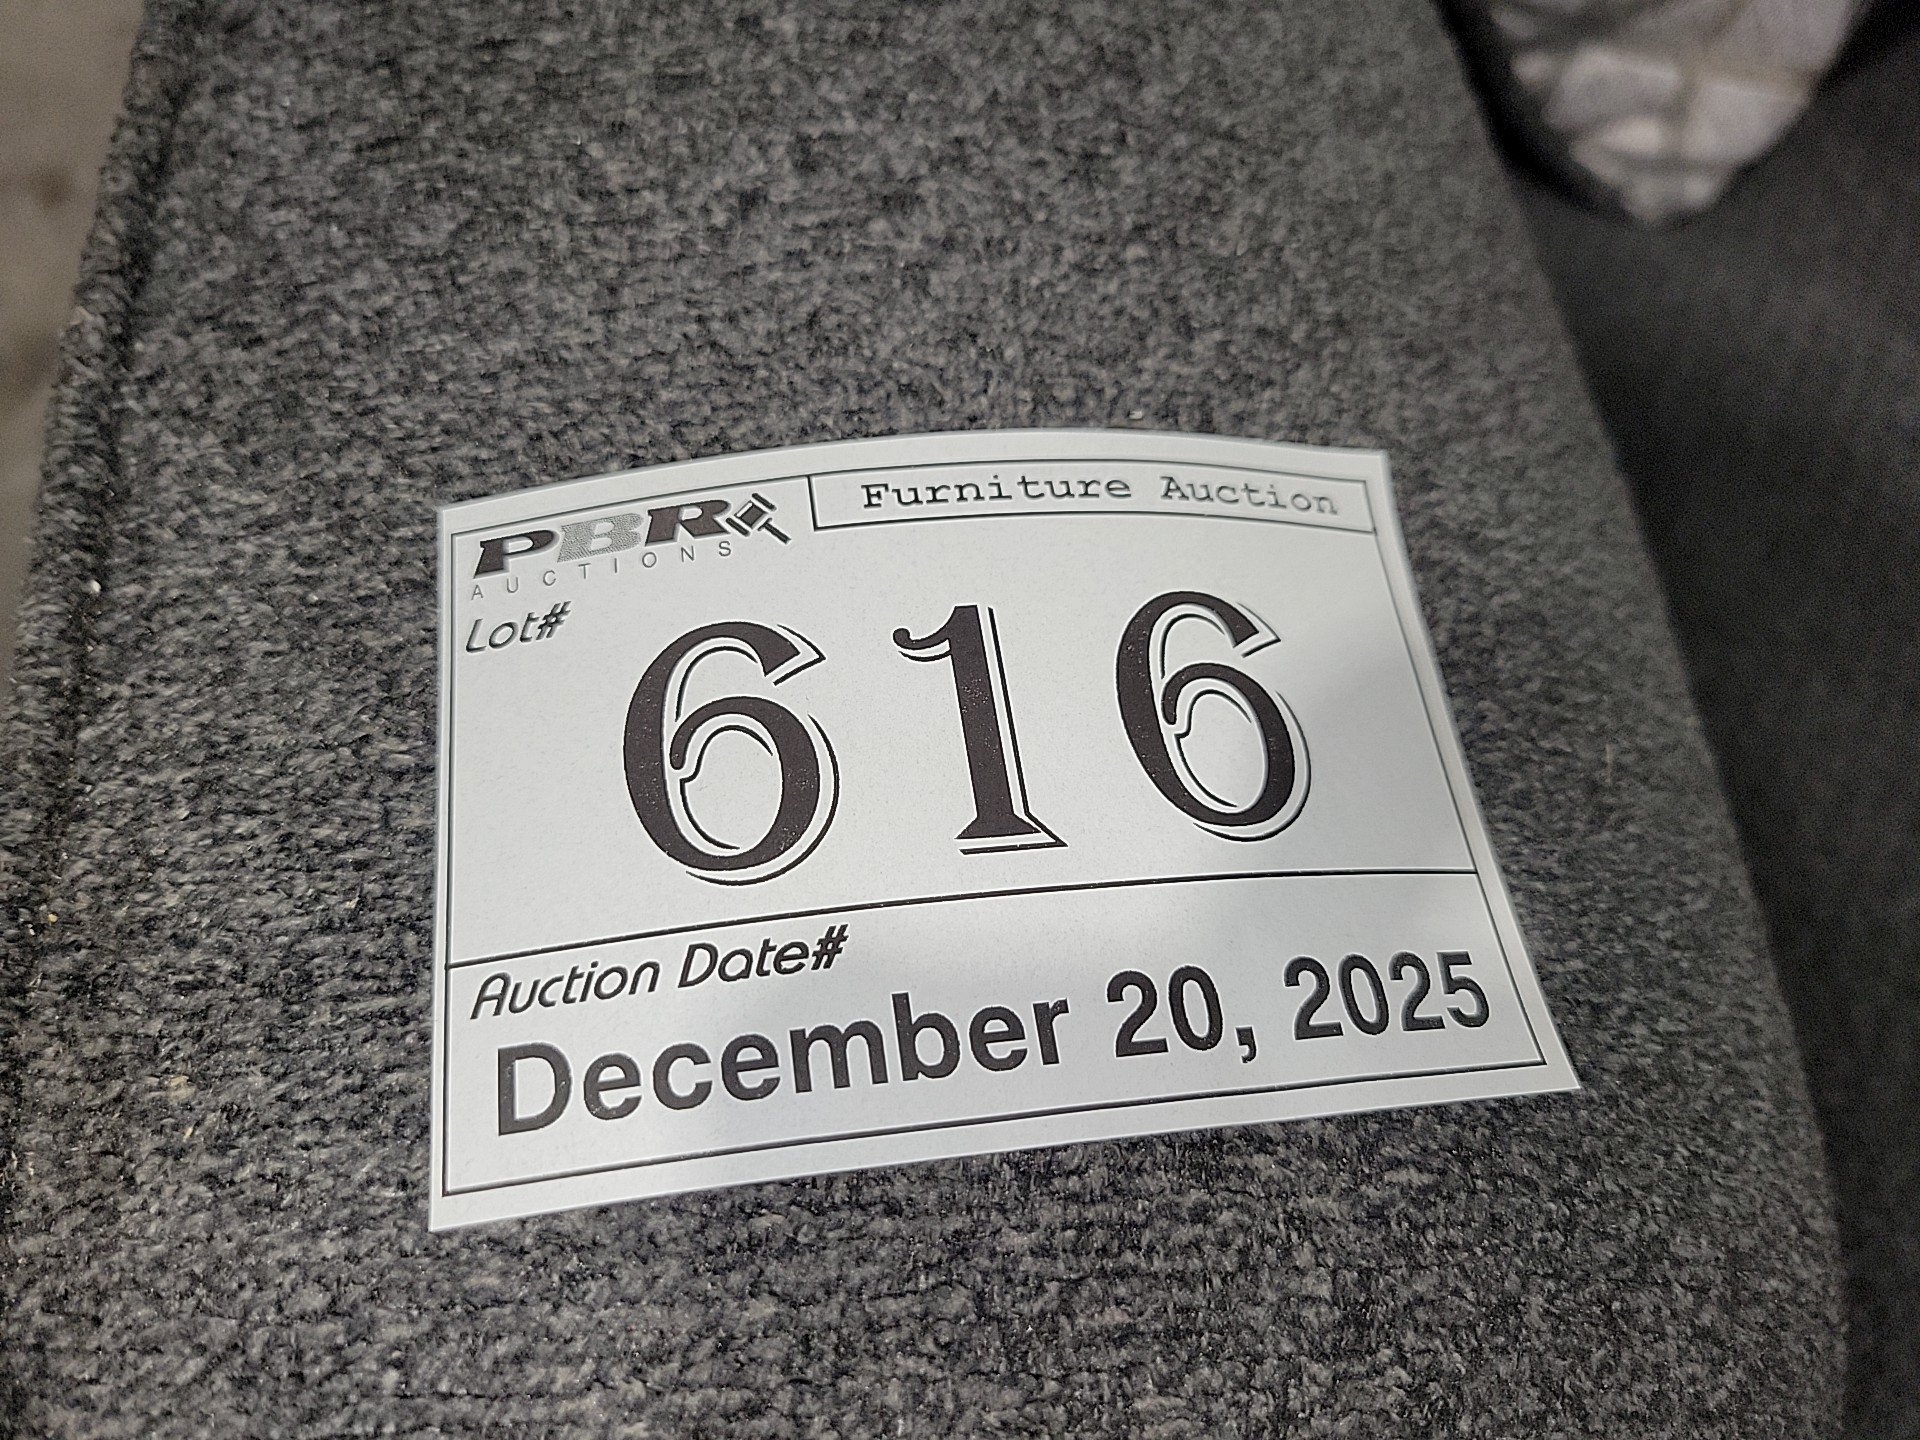 PBR
AUCTIONS
Furniture Auction
Lot#
616
Auction Date#
December 20, 2025